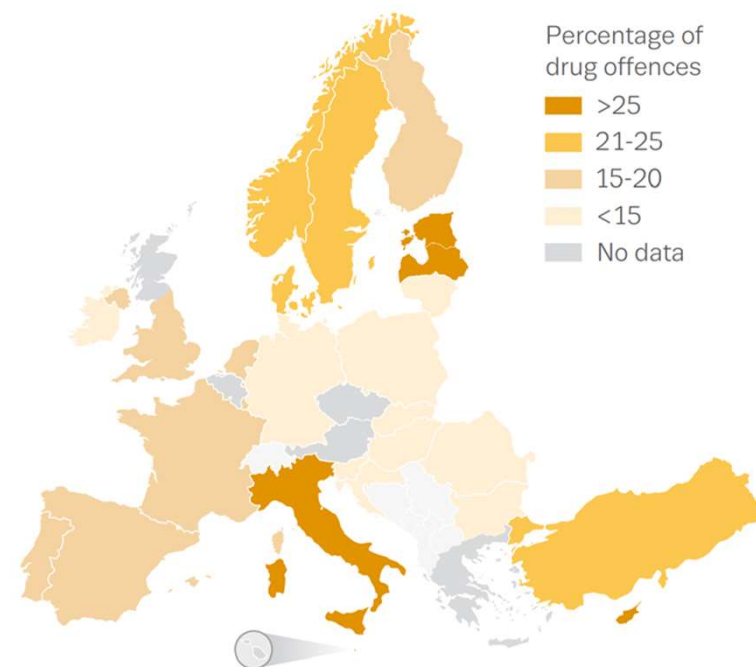 Percentage of
drug offences
>25
21-25
15-20
<15
No data